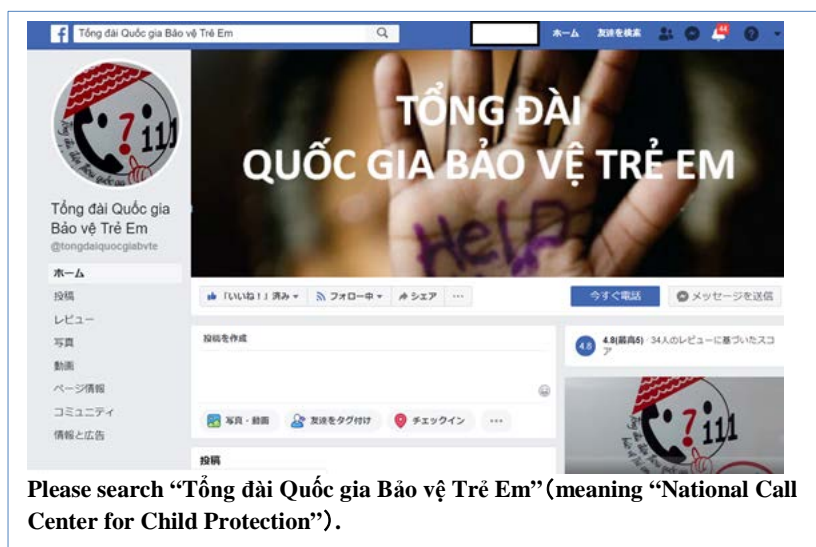 Tổng đài Quốc gia Bảo vệ Trẻ Em
ホーム 友達を検索 44
TỔNG ĐÀI
QUỐC GIA BẢO VỆ TRẺ EM
Help
?111
Tổng đài Quốc gia
Bảo vệ Trẻ Em
@tongdaiquocgiabvte
ホーム
投稿
レビュー
写真
動画
ページ情報
コミュニティ
情報と広告
「いいね!」済み フォロー中 シェア ...
今すぐ電話 メッセージを送信
投稿を作成
写真・動画 友達をタグ付け チェックイン ...
投稿
4.8 4.8(最高5)・34人のレビューに基づいたスコ
ア
?111
Please search “Tổng đài Quốc gia Bảo vệ Trẻ Em”(meaning “National Call
Center for Child Protection”).